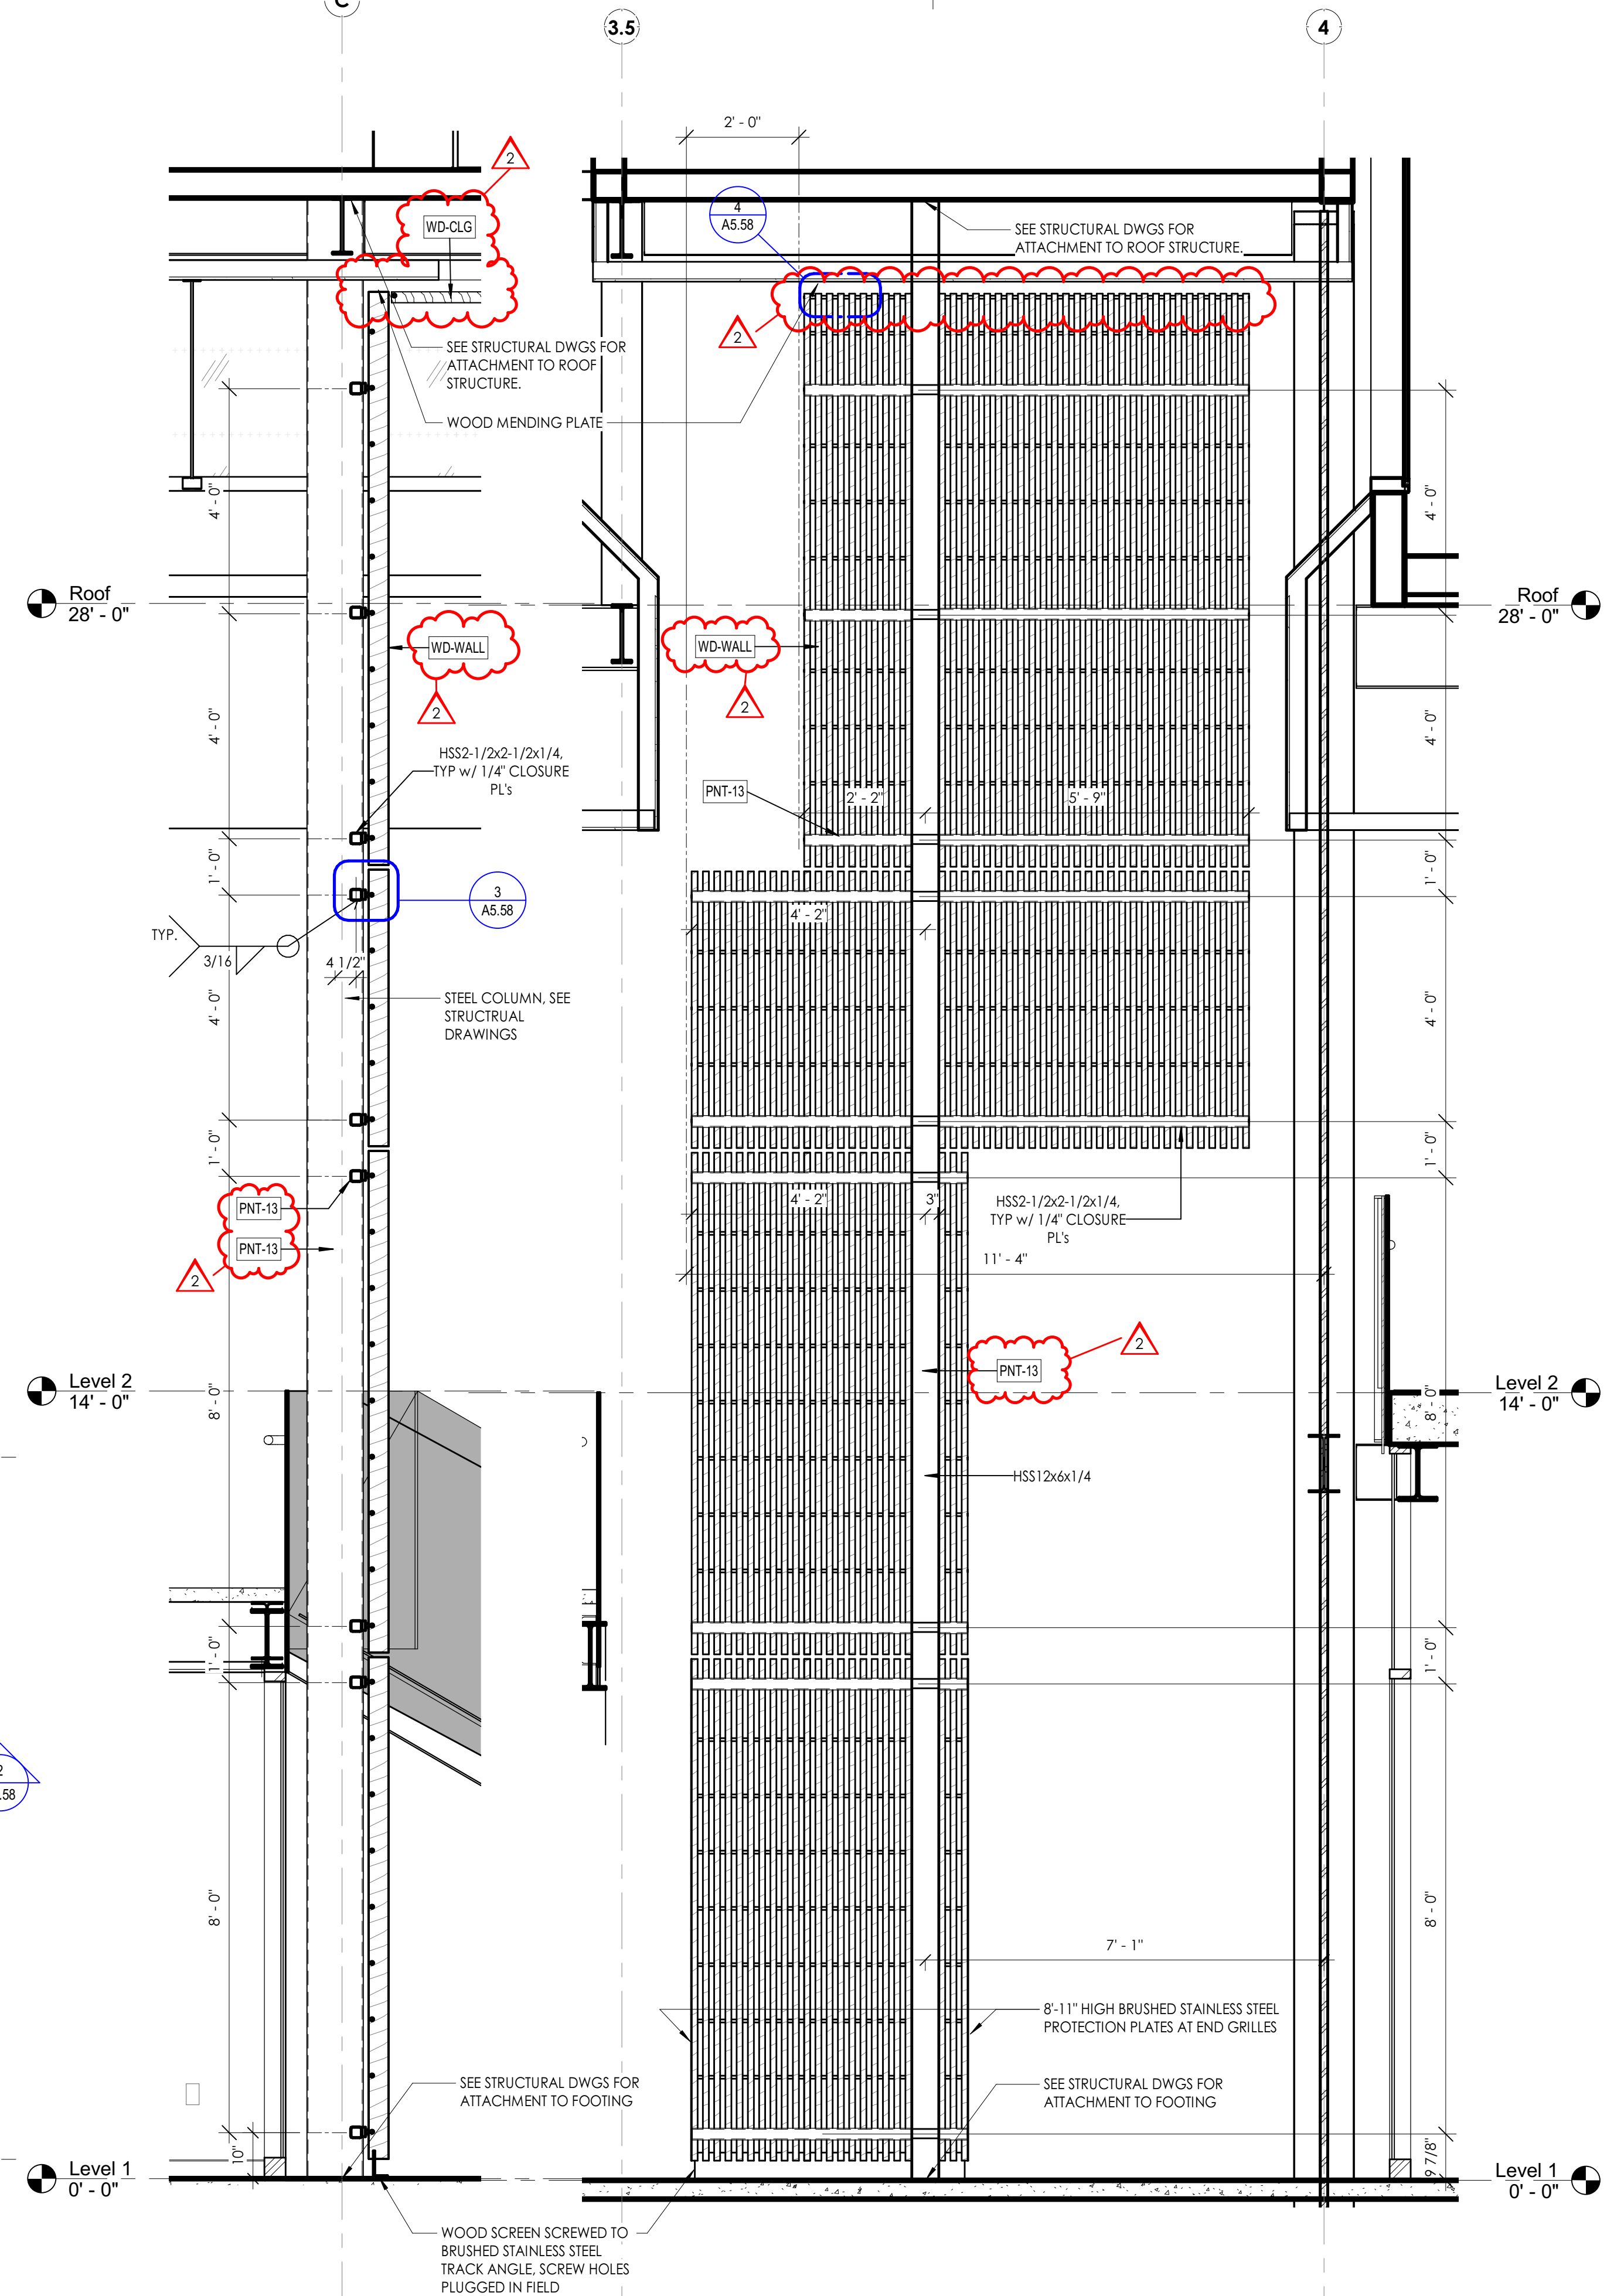 C
3.5
4
2' - 0"
2
WD-CLG
4
A5.58
SEE STRUCTURAL DWGS FOR
ATTACHMENT TO ROOF STRUCTURE.
2
SEE STRUCTURAL DWGS FOR
ATTACHMENT TO ROOF
STRUCTURE.
WOOD MENDING PLATE
4' - 0"
4' - 0"
Roof
28' - 0"
Roof
28' - 0"
WD-WALL
2
WD-WALL
2
4' - 0"
4' - 0"
HSS2-1/2x2-1/2x1/4,
TYP w/ 1/4" CLOSURE
PL's
PNT-13
2' - 2"
5' - 9"
1' - 0"
1' - 0"
3
A5.58
4' - 2"
TYP.
3/16
4 1/2"
4' - 0"
4' - 0"
STEEL COLUMN, SEE
STRUCTRUAL
DRAWINGS
1' - 0"
1' - 0"
PNT-13
PNT-13
2
4' - 2"
3"
HSS2-1/2x2-1/2x1/4,
TYP w/ 1/4" CLOSURE
PL's
11' - 4"
PNT-13
2
Level 2
14' - 0"
8' - 0"
8' - 0"
Level 2
14' - 0"
HSS12x6x1/4
1' - 0"
1' - 0"
2
.58
8' - 0"
8' - 0"
7' - 1"
8'-11" HIGH BRUSHED STAINLESS STEEL
PROTECTION PLATES AT END GRILLES
SEE STRUCTURAL DWGS FOR
ATTACHMENT TO FOOTING
SEE STRUCTURAL DWGS FOR
ATTACHMENT TO FOOTING
10"
9 7/8"
Level 1
0' - 0"
Level 1
0' - 0"
WOOD SCREEN SCREWED TO
BRUSHED STAINLESS STEEL
TRACK ANGLE, SCREW HOLES
PLUGGED IN FIELD